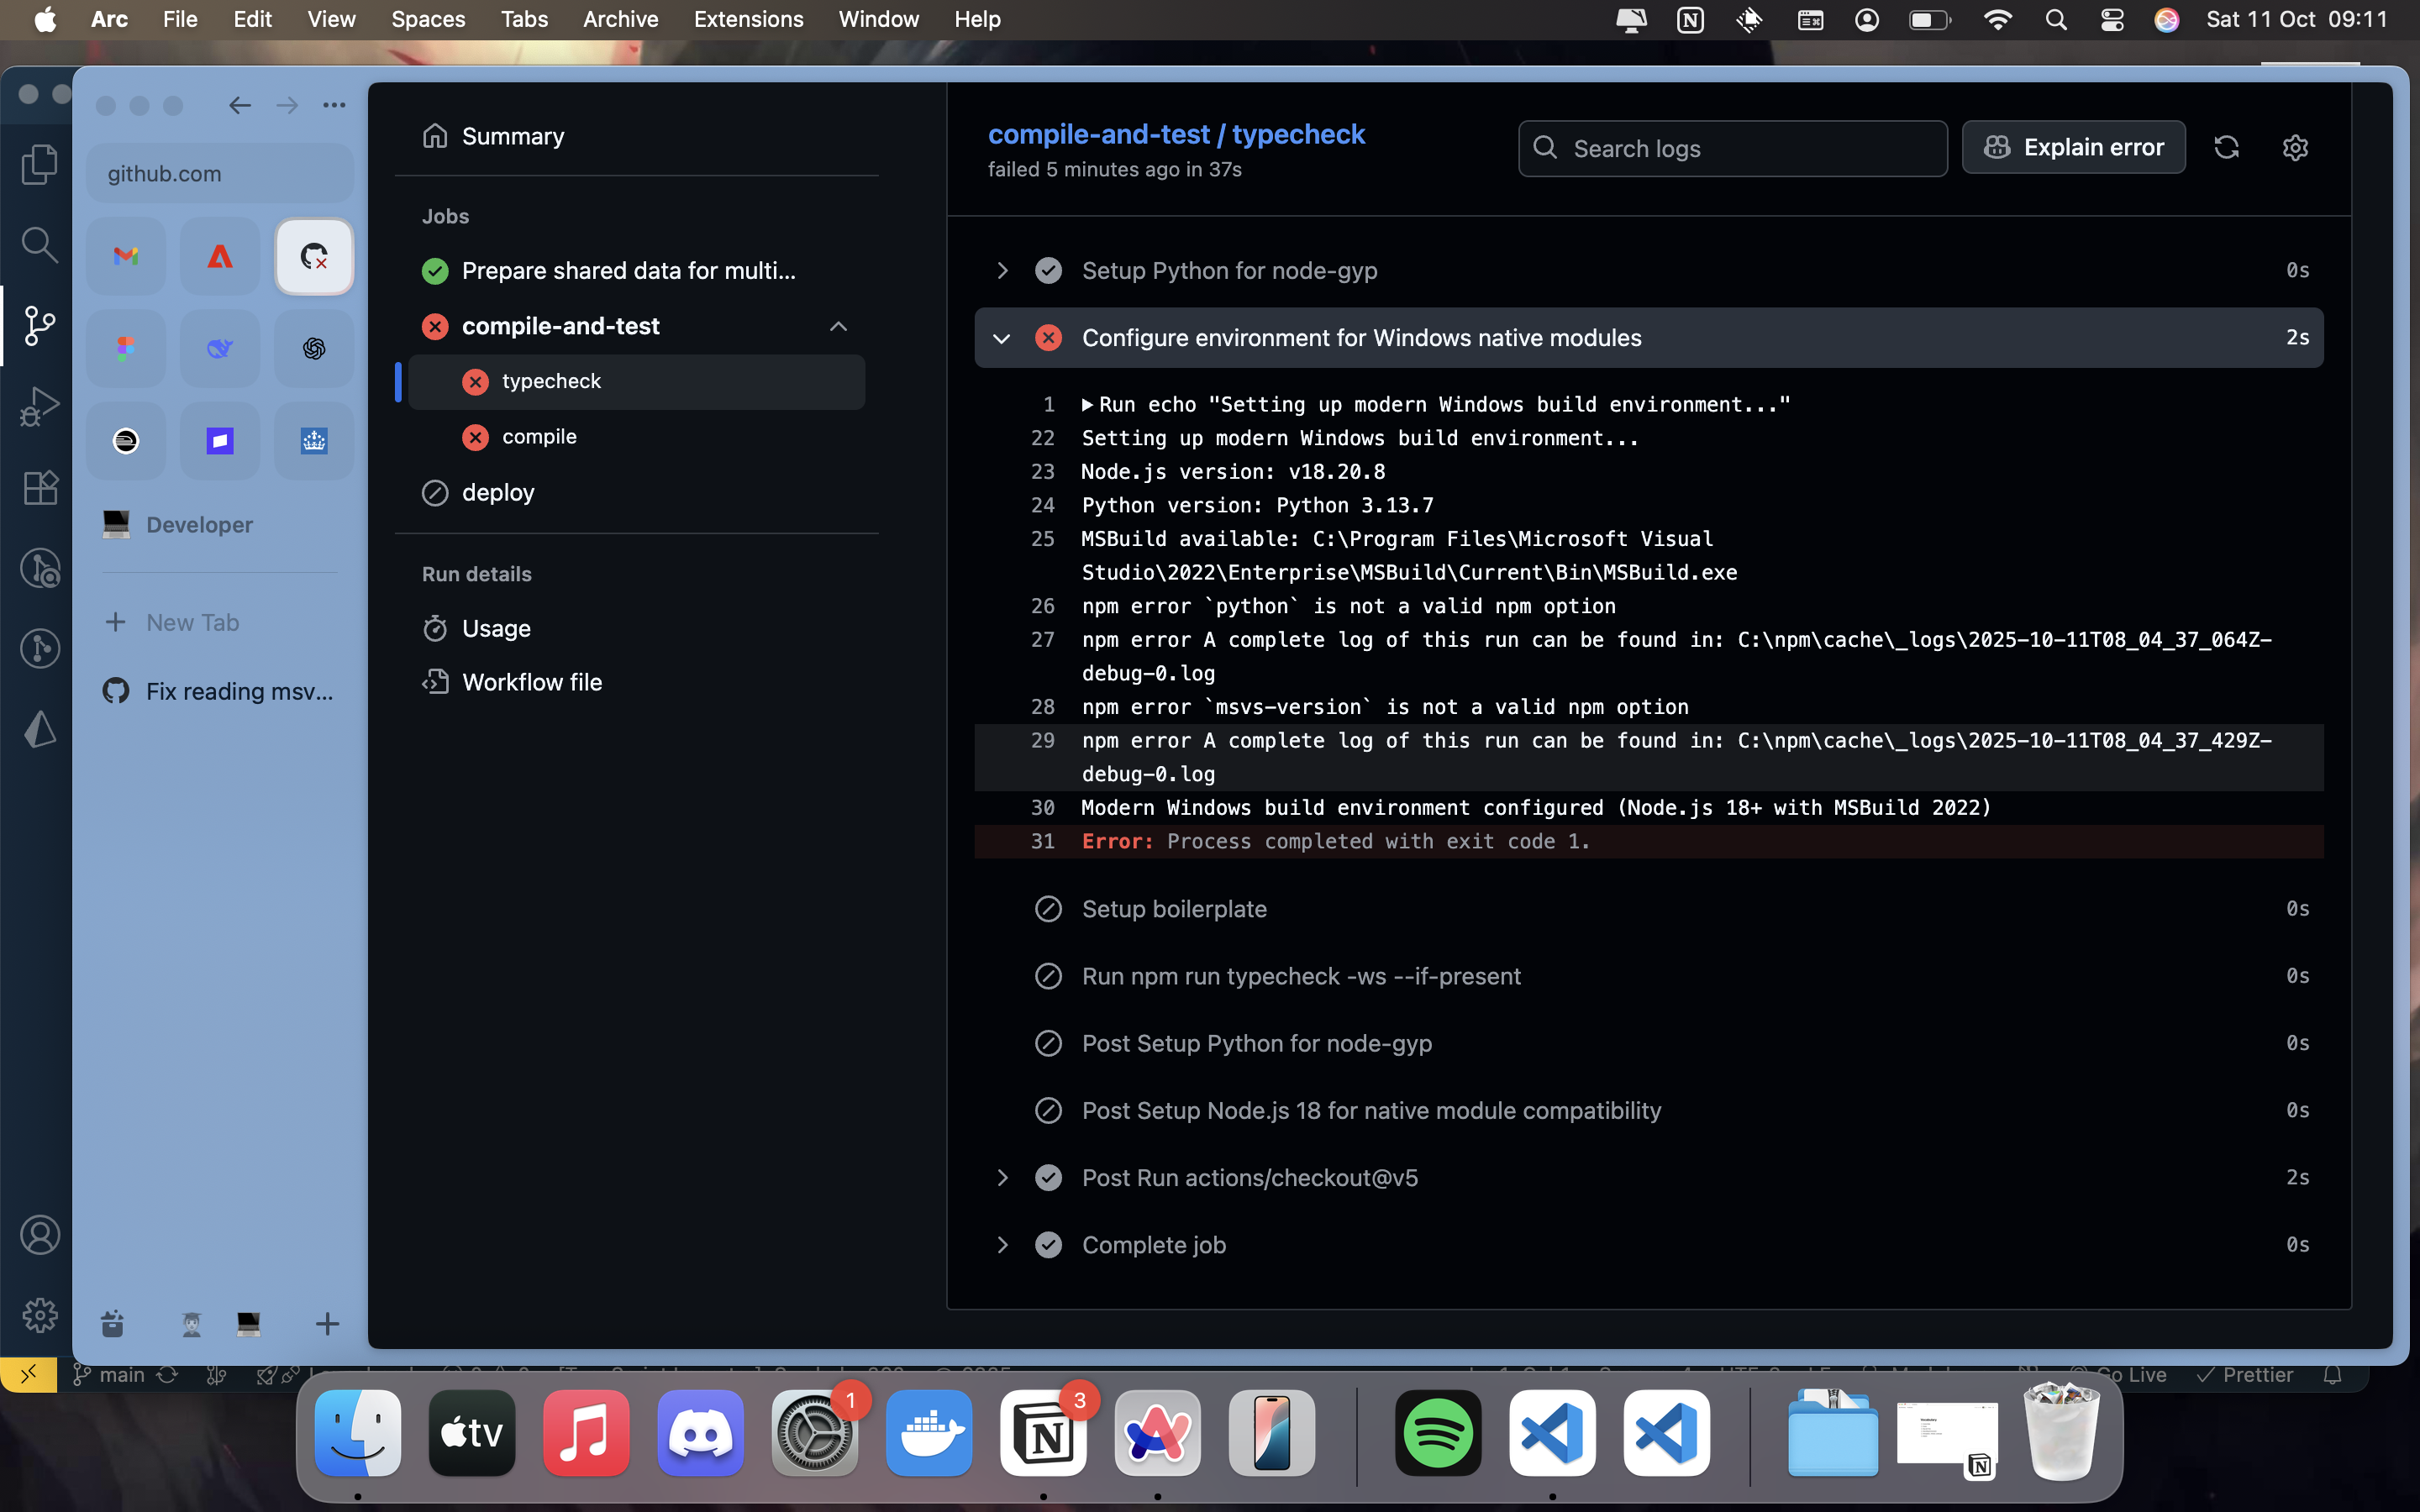 Arc File Edit View Spaces Tabs Archive Extensions Window Help
Sat 11 Oct 09:11
github.com
Developer
New Tab
Fix reading msv...
Summary
Jobs
Prepare shared data for multi...
compile-and-test
typecheck
compile
deploy
Run details
Usage
Workflow file
compile-and-test / typecheck
failed 5 minutes ago in 37s
Search logs
Explain error
Setup Python for node-gyp 0s
Configure environment for Windows native modules 2s
1 Run echo "Setting up modern Windows build environment..."
22 Setting up modern Windows build environment...
23 Node.js version: v18.20.8
24 Python version: Python 3.13.7
25 MSBuild available: C:\Program Files\Microsoft Visual
Studio\2022\Enterprise\MSBuild\Current\Bin\MSBuild.exe
26 npm error `python` is not a valid npm option
27 npm error A complete log of this run can be found in: C:\npm\cache\_logs\2025-10-11T08_04_37_064Z-
debug-0.log
28 npm error `msvs-version` is not a valid npm option
29 npm error A complete log of this run can be found in: C:\npm\cache\_logs\2025-10-11T08_04_37_429Z-
debug-0.log
30 Modern Windows build environment configured (Node.js 18+ with MSBuild 2022)
31 Error: Process completed with exit code 1.
Setup boilerplate 0s
Run npm run typecheck -ws --if-present 0s
Post Setup Python for node-gyp 0s
Post Setup Node.js 18 for native module compatibility 0s
Post Run actions/checkout@v5 2s
Complete job 0s
main
Go Live
Prettier
tv
1
3